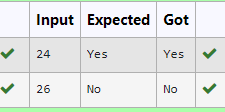 Input Expected Got
24 Yes Yes
26 No No